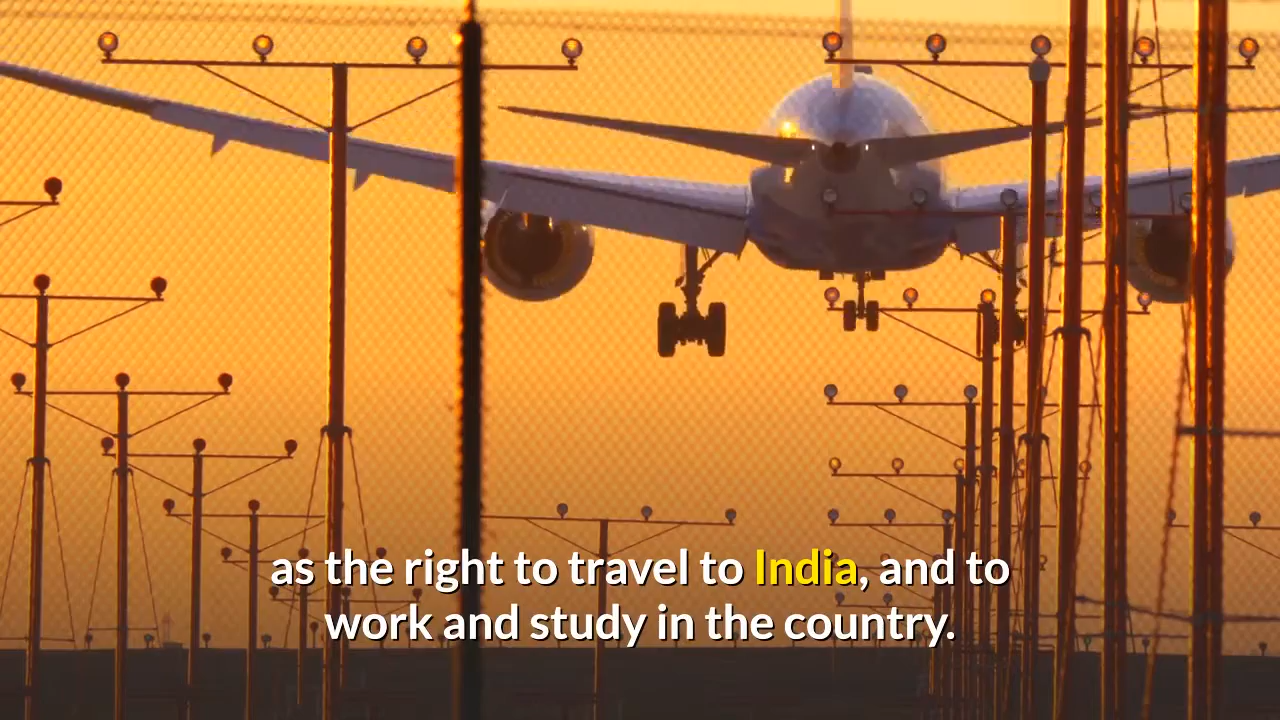 as the right to travel to India, and to
work and study in the country.